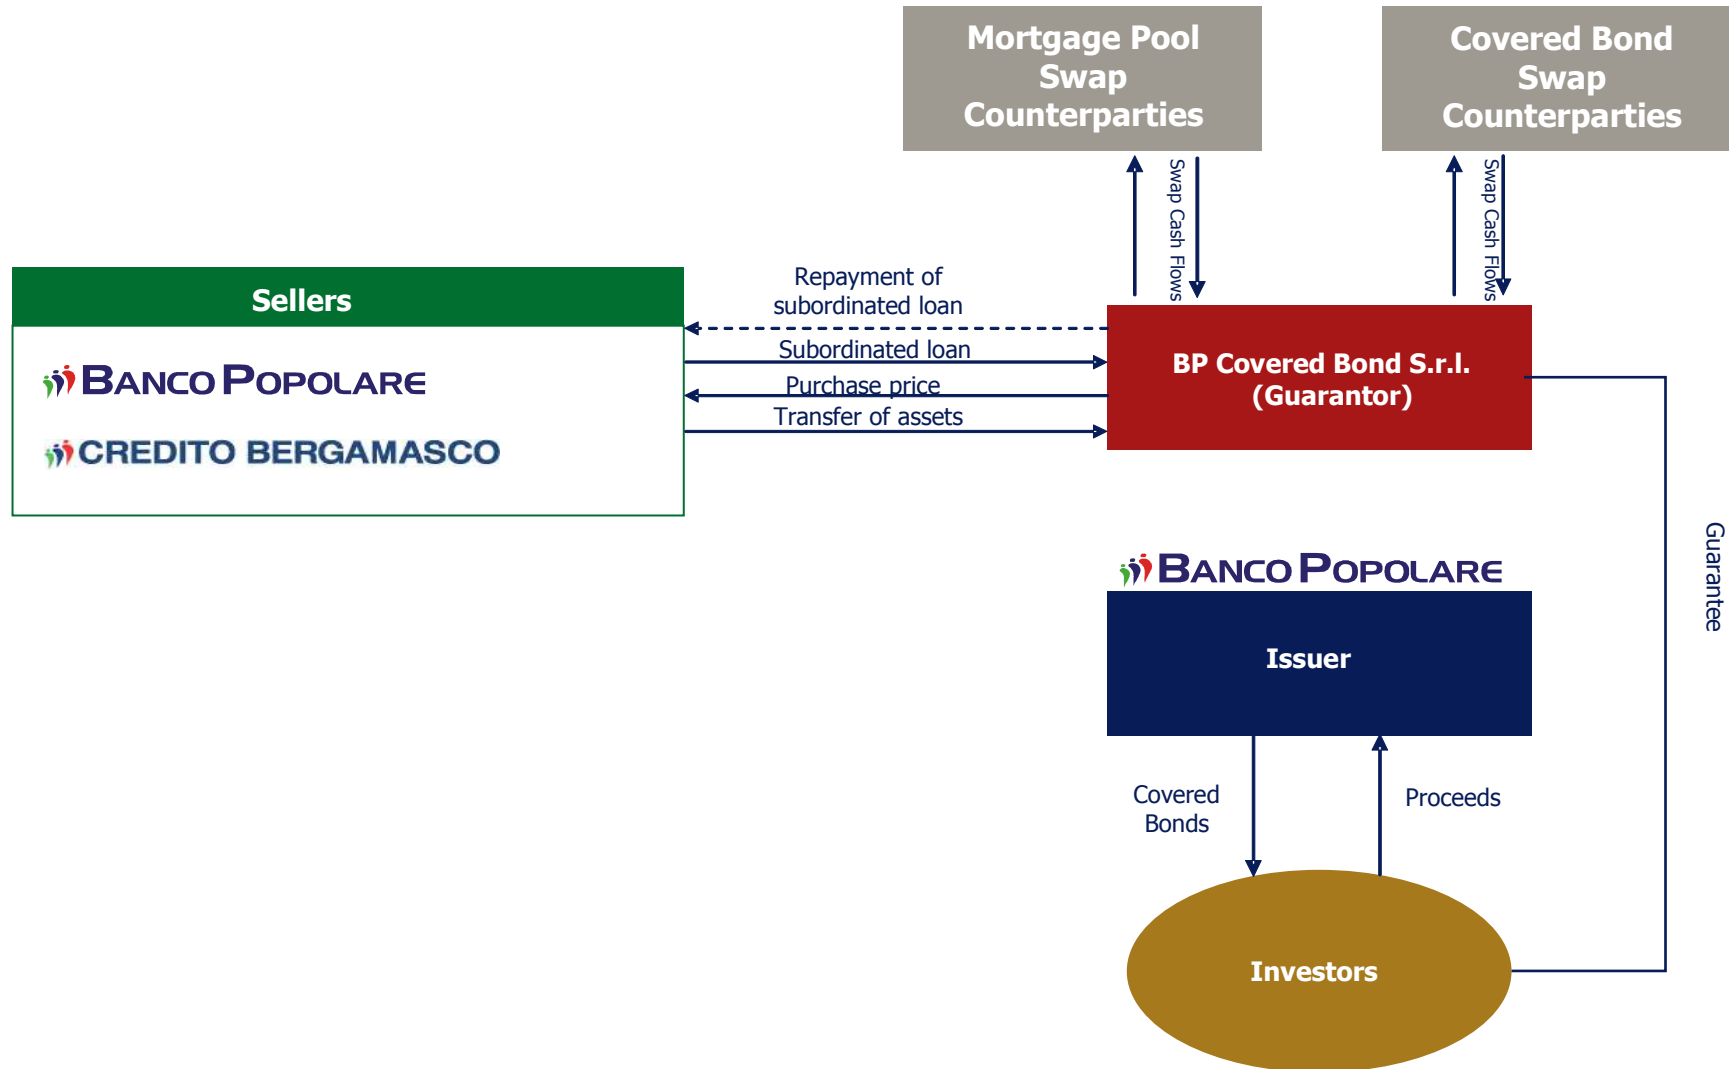 Mortgage Pool
Swap
Counterparties
Covered Bond
Swap
Counterparties
Swap Cash Flows
Swap Cash Flows
Sellers
BANCO POPOLARE
CREDITO BERGAMASCO
Repayment of
subordinated loan
Subordinated loan
Purchase price
Transfer of assets
BP Covered Bond S.r.l.
(Guarantor)
Guarantee
BANCO POPOLARE
Issuer
Covered
Bonds
Proceeds
Investors